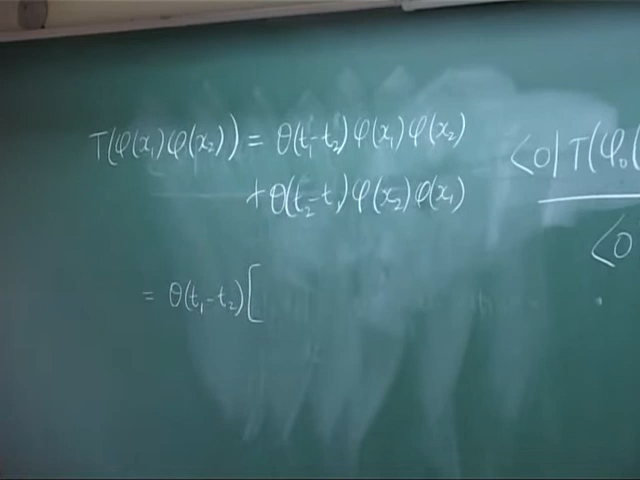 T(φ(x₁)φ(x₂)) = θ(t₁-t₂)φ(x₁)φ(x₂)
+θ(t₂-t₁)φ(x₂)φ(x₁)
= θ(t₁-t₂)[
<0|T(φ₀(
<0